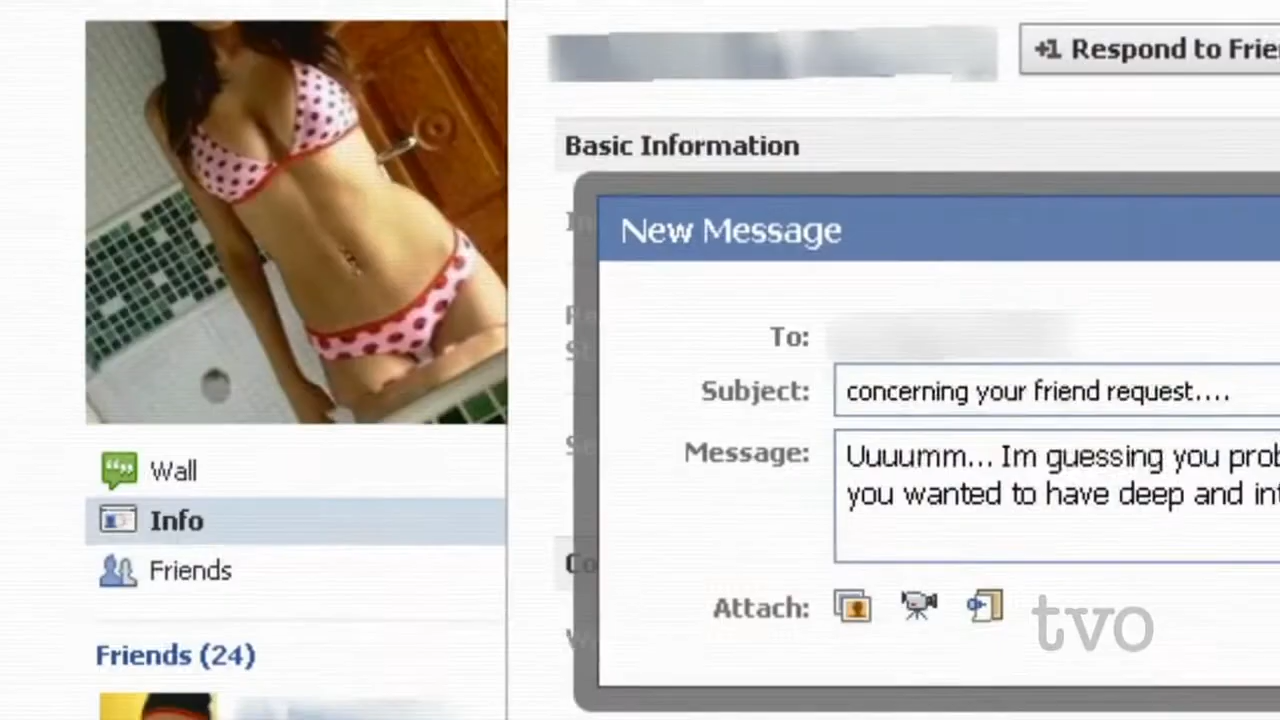 +1 Respond to Frie
Basic Information
New Message
To:
Subject: concerning your friend request....
Message: Uuuumm... Im guessing you prob
you wanted to have deep and int
Attach:
Wall
Info
Friends
Friends (24)
tvo